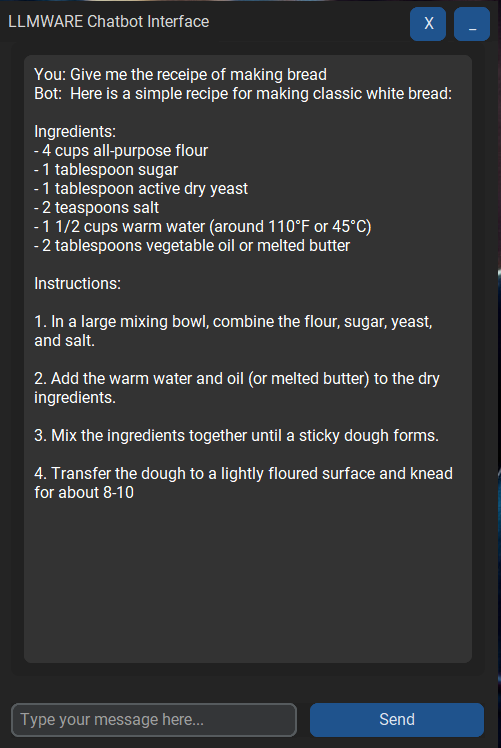 LLMWARE Chatbot Interface
X
_
You: Give me the receipe of making bread
Bot:  Here is a simple recipe for making classic white bread:
Ingredients:
- 4 cups all-purpose flour
- 1 tablespoon sugar
- 1 tablespoon active dry yeast
- 2 teaspoons salt
- 1 1/2 cups warm water (around 110°F or 45°C)
- 2 tablespoons vegetable oil or melted butter
Instructions:
1. In a large mixing bowl, combine the flour, sugar, yeast,
and salt.
2. Add the warm water and oil (or melted butter) to the dry
ingredients.
3. Mix the ingredients together until a sticky dough forms.
4. Transfer the dough to a lightly floured surface and knead
for about 8-10
Type your message here...
Send